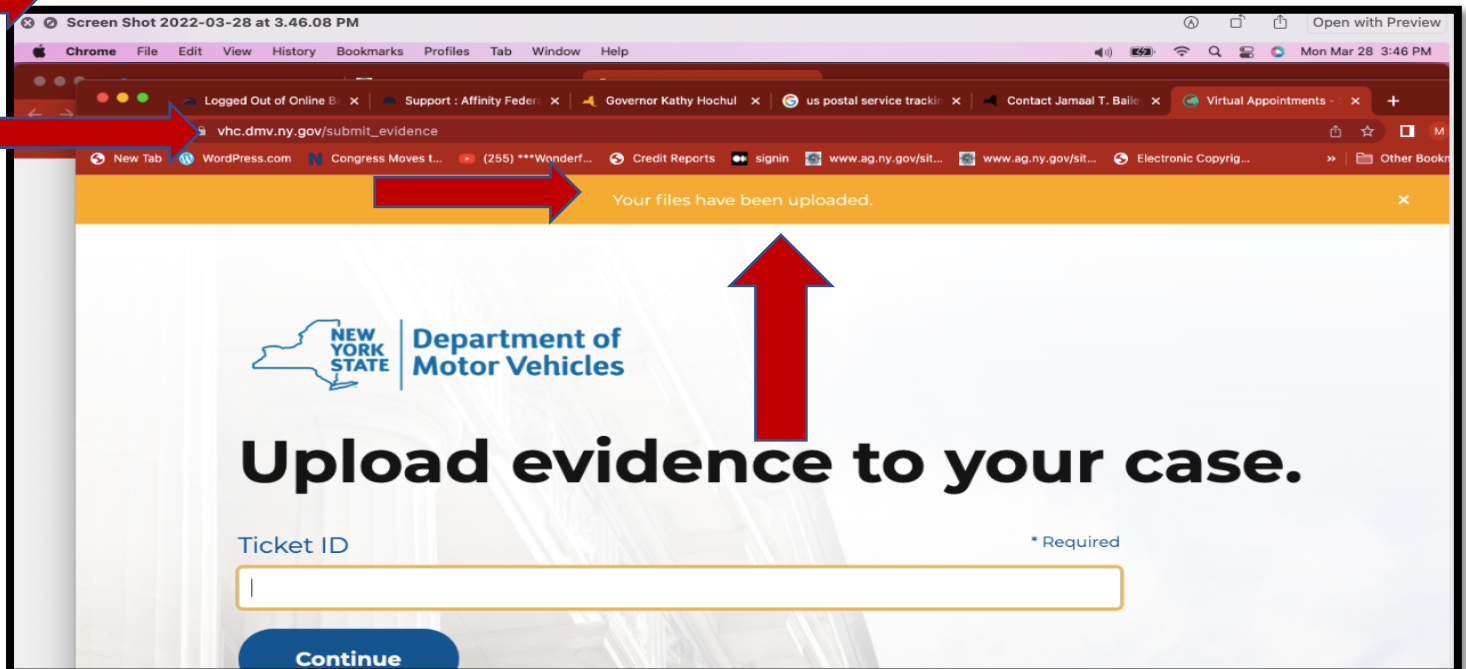 Screen Shot 2022-03-28 at 3.46.08 PM Open with Preview
Chrome File Edit View History Bookmarks Profiles Tab Window Help Mon Mar 28 3:46 PM
Logged Out of Online Ba Support : Affinity Federa Governor Kathy Hochul us postal service trackin Contact Jamaal T. Baile Virtual Appointments -
vhc.dmv.ny.gov/submit_evidence M
New Tab WordPress.com Congress Moves t... (255) ***Wonderf... Credit Reports signin www.ag.ny.gov/sit... www.ag.ny.gov/sit... Electronic Copyrig... » Other Bookn
Your files have been uploaded.
NEW YORK STATE
Department of
Motor Vehicles
Upload evidence to your case.
Ticket ID * Required
Continue